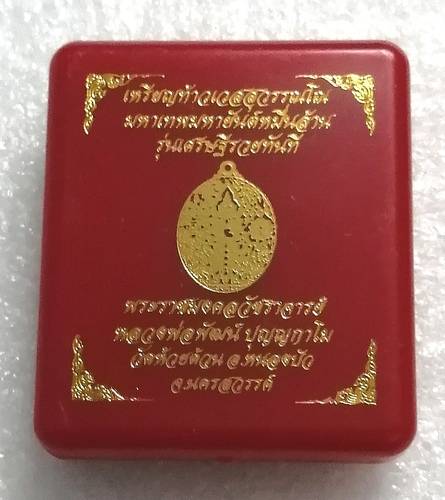 เหรียญท้าวเวสสุวรรณโณ
มหาเทพมหายันต์หมื่นล้าน
รุ่นเศรษฐีรวยทันที
พระราชมงคลวัชราจารย์
หลวงพ่อพัฒน์ ปุญญกาโม
วัดห้วยด้วน อ.หนองบัว
จ.นครสวรรค์